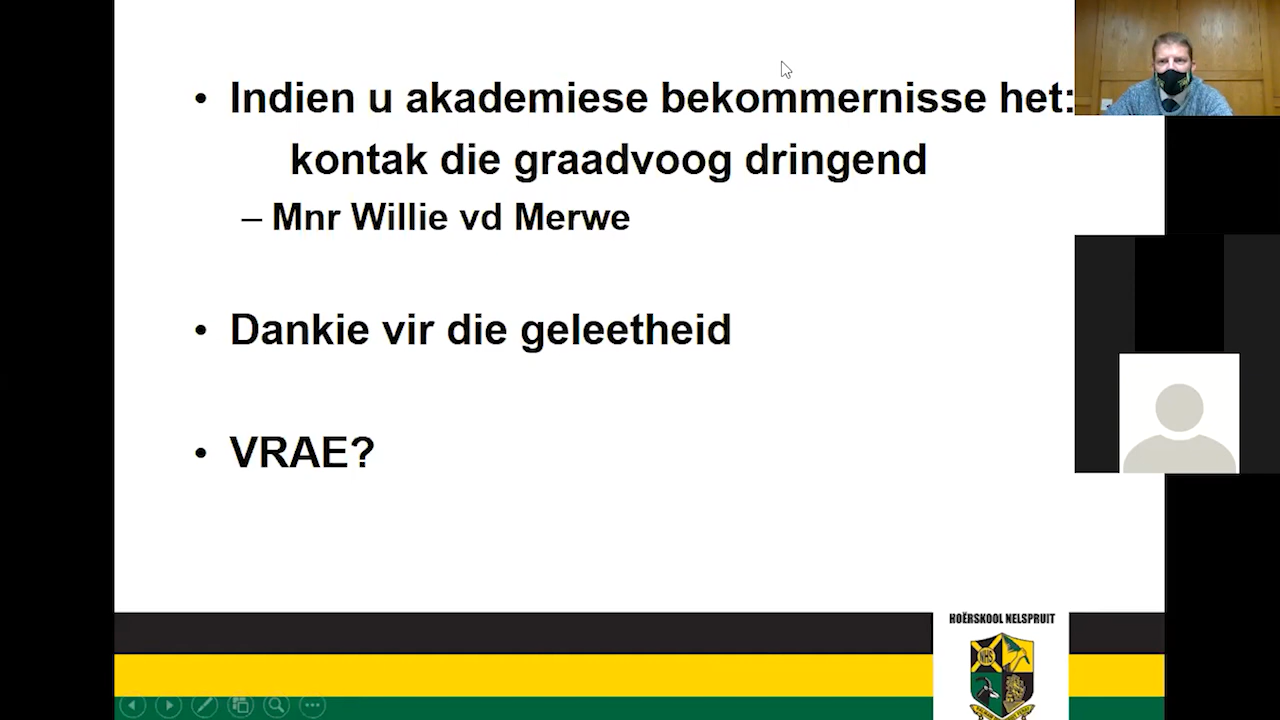 • Indien u akademiese bekommernisse het:
kontak die graadvoog dringend
– Mnr Willie vd Merwe
• Dankie vir die geleetheid
• VRAE?
HOËRSKOOL NELSPRUIT
NHS